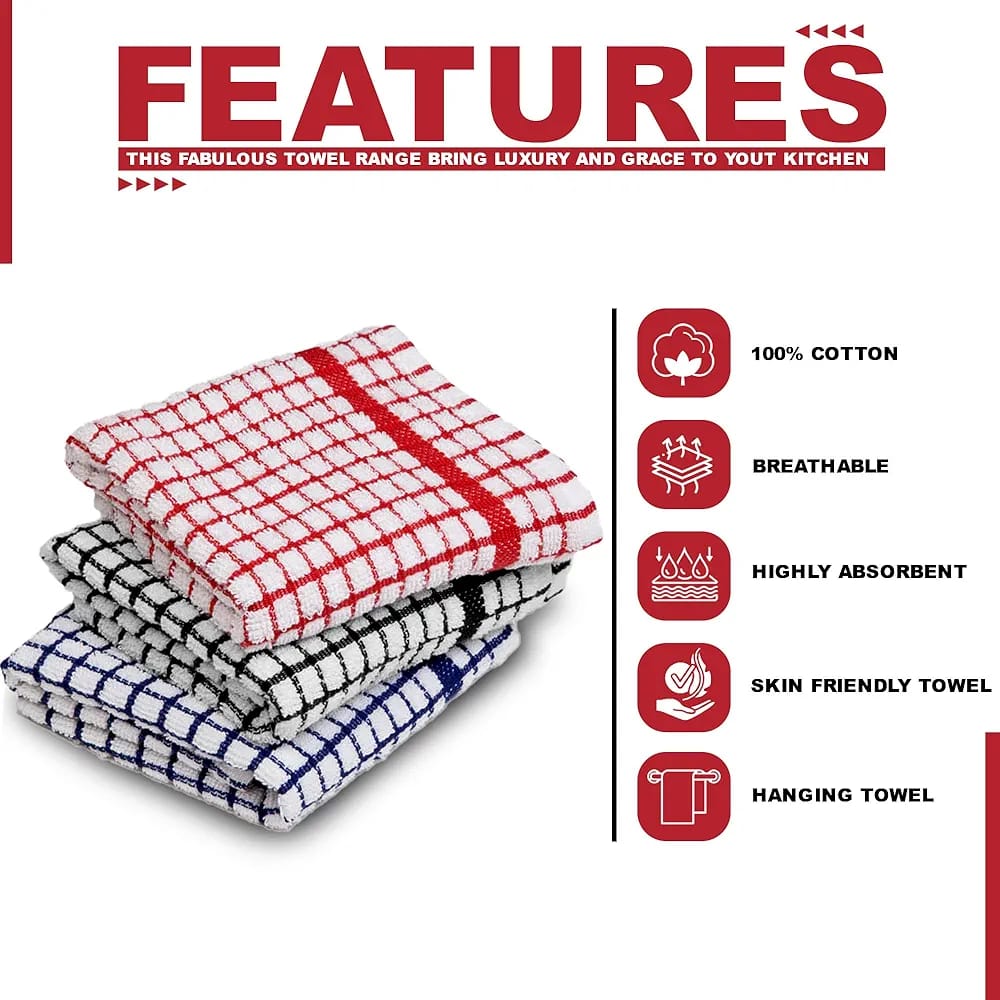 FEATURES
THIS FABULOUS TOWEL RANGE BRING LUXURY AND GRACE TO YOUT KITCHEN
100% COTTON
BREATHABLE
HIGHLY ABSORBENT
SKIN FRIENDLY TOWEL
HANGING TOWEL